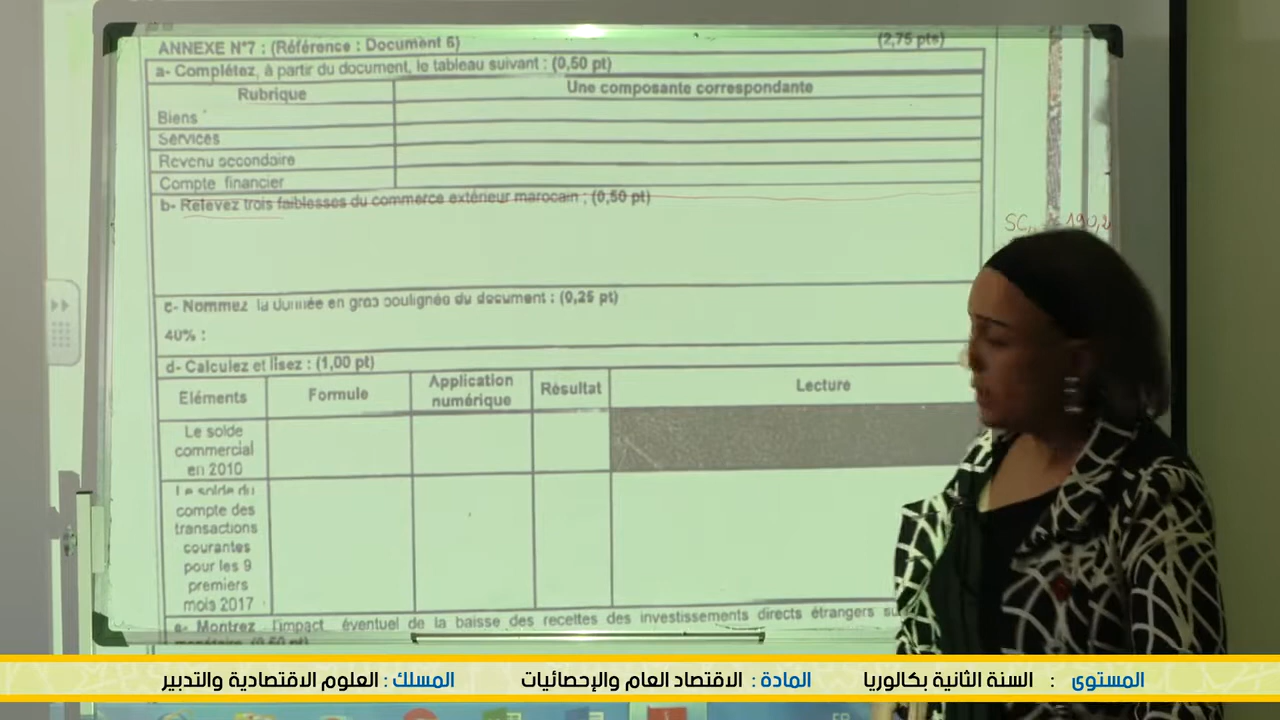 ANNEXE N°7 : (Référence : Document 6) (2,75 pts)
a- Complétez, à partir du document, le tableau suivant : (0,50 pt)
Rubrique Une composante correspondante
Biens
Services
Revenu secondaire
Compte financier
b- Relevez trois faiblesses du commerce extérieur marocain : (0,50 pt)
c- Nommez la donnée en gras soulignée du document : (0,25 pt)
40% :
d- Calculez et lisez : (1,00 pt)
Eléments Formule Application numérique Résultat Lecture
Le solde
commercial
en 2010
Le solde du
compte des
transactions
courantes
pour les 9
premiers
mois 2017
e- Montrez l'impact éventuel de la baisse des recettes des investissements directs étrangers
monétaire. (0,50 pt)
المستوى : السنة الثانية بكالوريا المادة : الاقتصاد العام والإحصائيات المسلك : العلوم الاقتصادية والتدبير